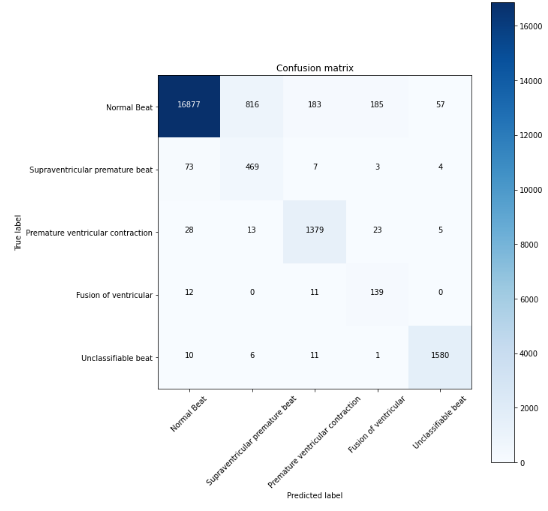 Confusion matrix
True label
Normal Beat 16877 816 183 185 57
Supraventricular premature beat 73 469 7 3 4
Premature ventricular contraction 28 13 1379 23 5
Fusion of ventricular 12 0 11 139 0
Unclassifiable beat 10 6 11 1 1580
Normal Beat
Supraventricular premature beat
Premature ventricular contraction
Fusion of ventricular
Unclassifiable beat
Predicted label
16000
14000
12000
10000
8000
6000
4000
2000
0